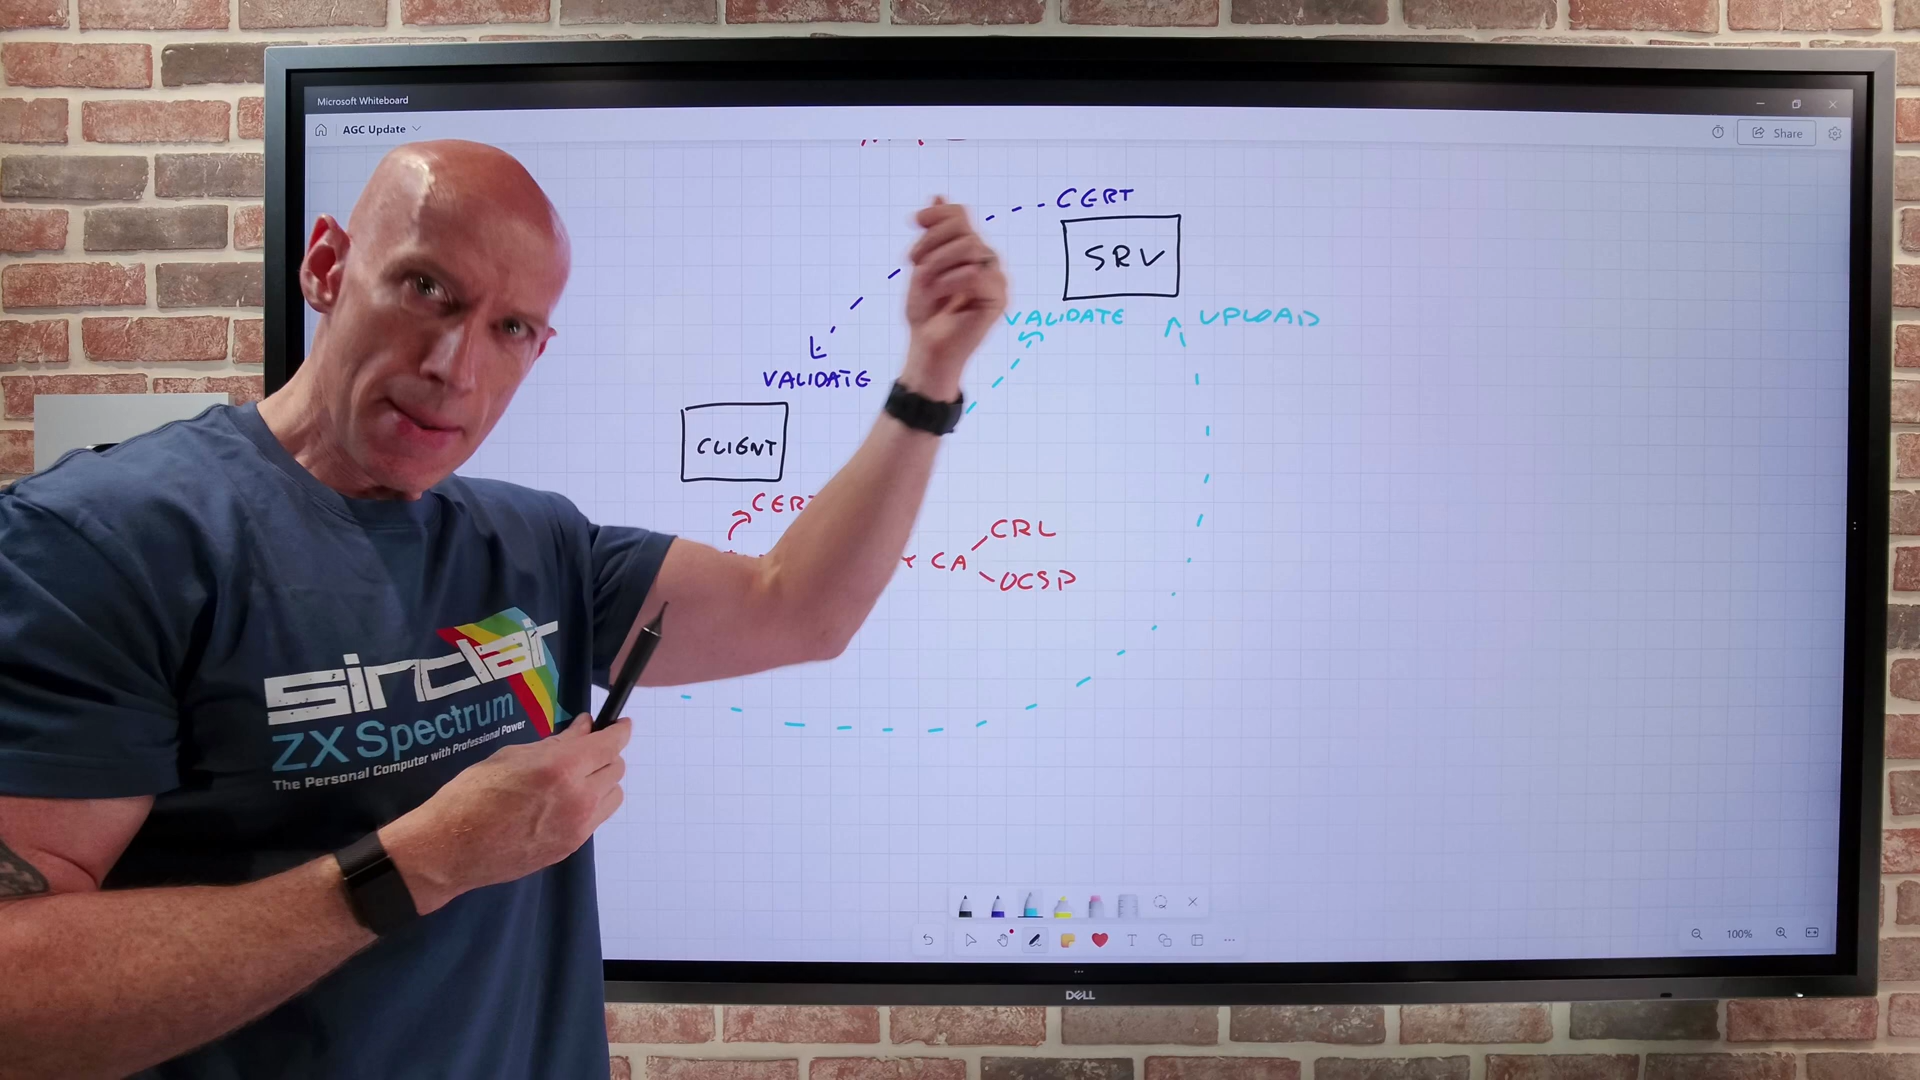 Microsoft Whiteboard
AGC Update
Share
CERT
SRV
VALIDATE
UPLOAD
VALIDATE
CLIENT
CERT
CRL
CA
OCSP
sinclair
ZX Spectrum
The Personal Computer with Professional Power
T
100%
DELL